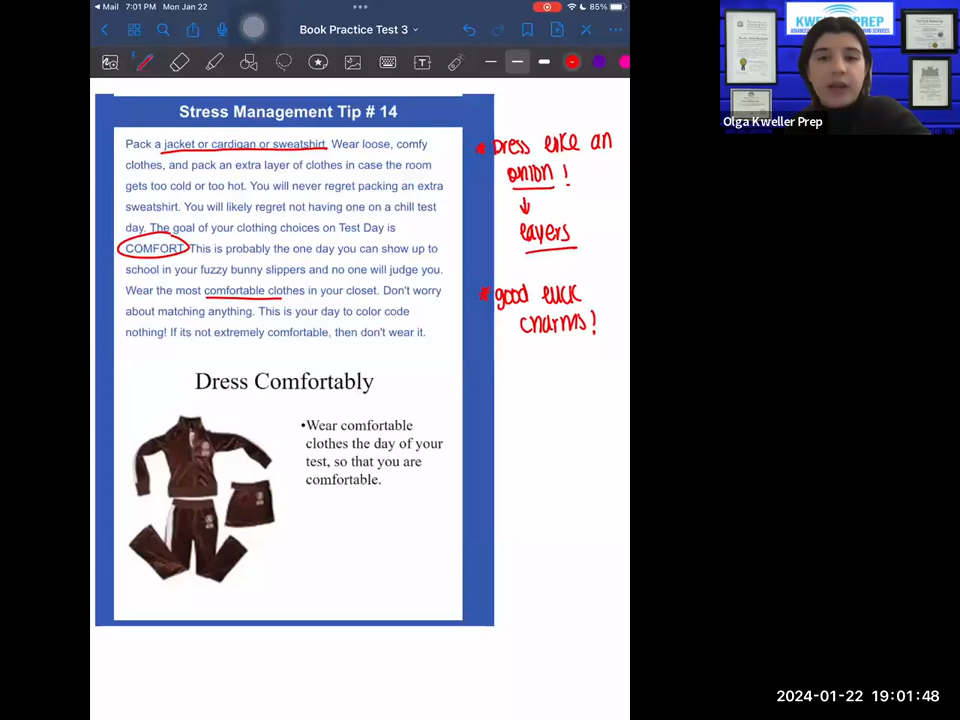 Mail 7:01 PM Mon Jan 22
85%
Book Practice Test 3
KWELLER PREP
Olga Kweller Prep
Stress Management Tip # 14
Pack a jacket or cardigan or sweatshirt. Wear loose, comfy
clothes, and pack an extra layer of clothes in case the room
gets too cold or too hot. You will never regret packing an extra
sweatshirt. You will likely regret not having one on a chill test
day. The goal of your clothing choices on Test Day is
COMFORT. This is probably the one day you can show up to
school in your fuzzy bunny slippers and no one will judge you.
Wear the most comfortable clothes in your closet. Don't worry
about matching anything. This is your day to color code
nothing! If its not extremely comfortable, then don't wear it.
* Dress like an
onion!
↓
layers
* good luck
charms!
Dress Comfortably
•Wear comfortable
clothes the day of your
test, so that you are
comfortable.
2024-01-22 19:01:48